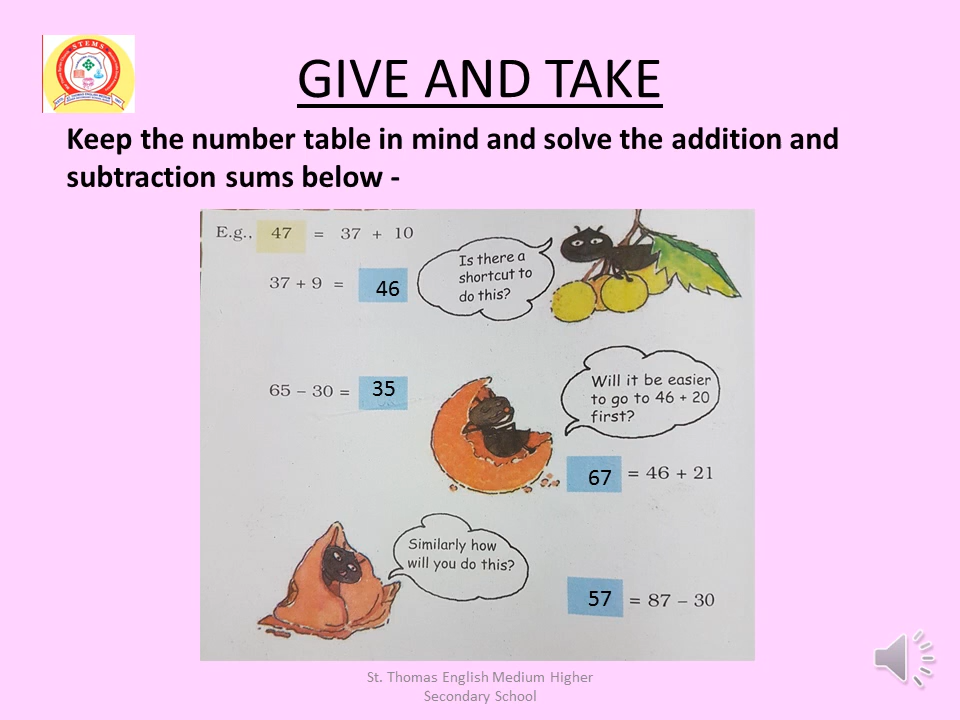 STEMS
GIVE AND TAKE
Keep the number table in mind and solve the addition and
subtraction sums below -
E.g., 47 = 37 + 10
37 + 9 = 46
Is there a
shortcut to
do this?
65 – 30 = 35
Will it be easier
to go to 46 + 20
first?
67 = 46 + 21
Similarly how
will you do this?
57 = 87 – 30
St. Thomas English Medium Higher
Secondary School